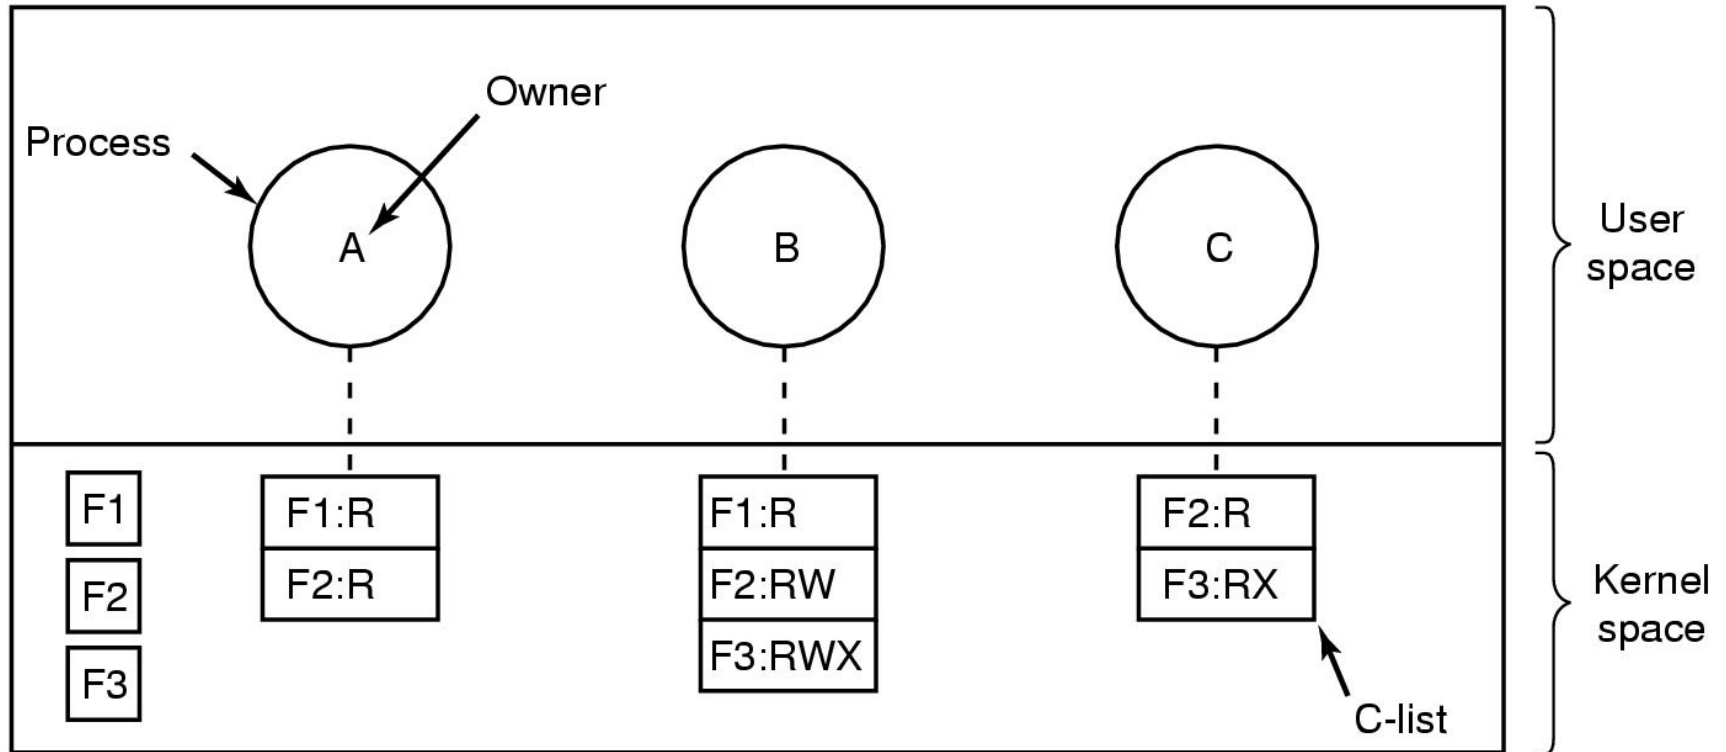 Owner
Process
A
B
C
User
space
F1
F2
F3
F1:R
F2:R
F1:R
F2:RW
F3:RWX
F2:R
F3:RX
C-list
Kernel
space